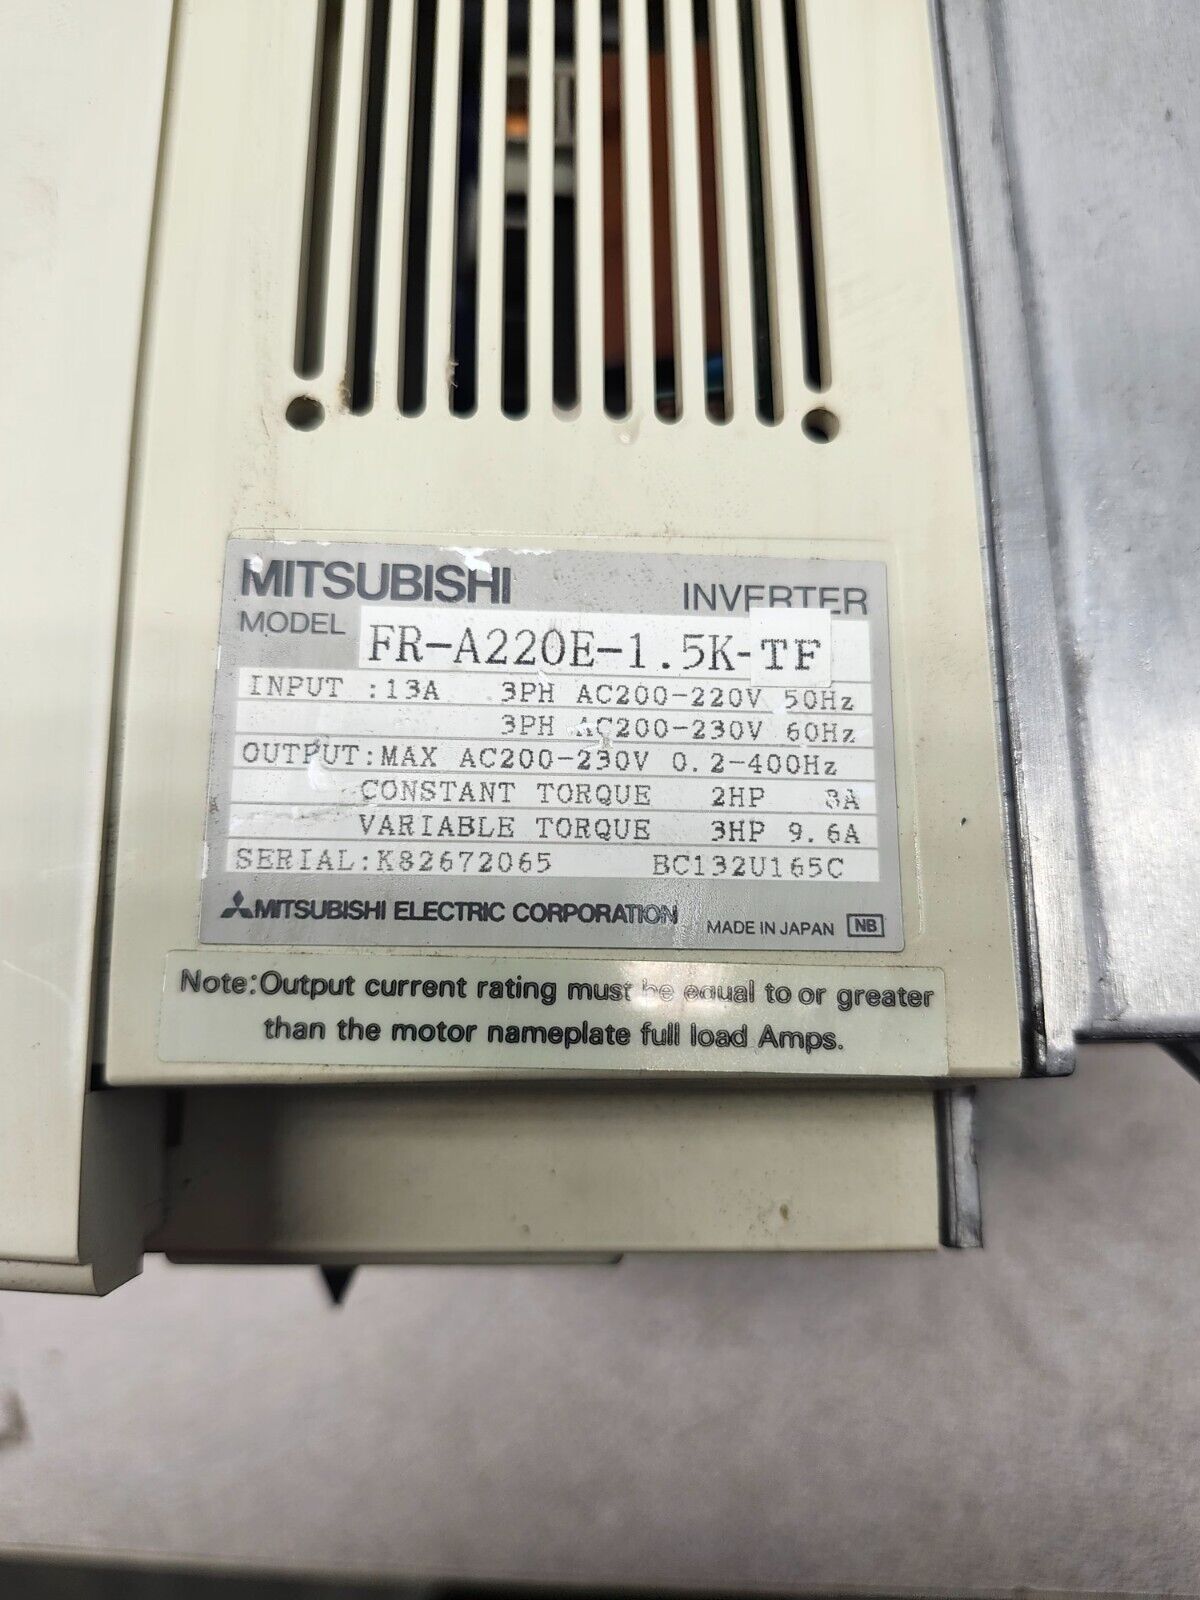 MITSUBISHI INVERTER
MODEL FR-A220E-1.5K-TF
INPUT :13A 3PH AC200-220V 50Hz
3PH AC200-230V 60Hz
OUTPUT:MAX AC200-230V 0.2-400Hz
CONSTANT TORQUE 2HP 8A
VARIABLE TORQUE 3HP 9.6A
SERIAL:K82672065 BC132U165C
MITSUBISHI ELECTRIC CORPORATION MADE IN JAPAN NB
Note:Output current rating must be equal to or greater
than the motor nameplate full load Amps.